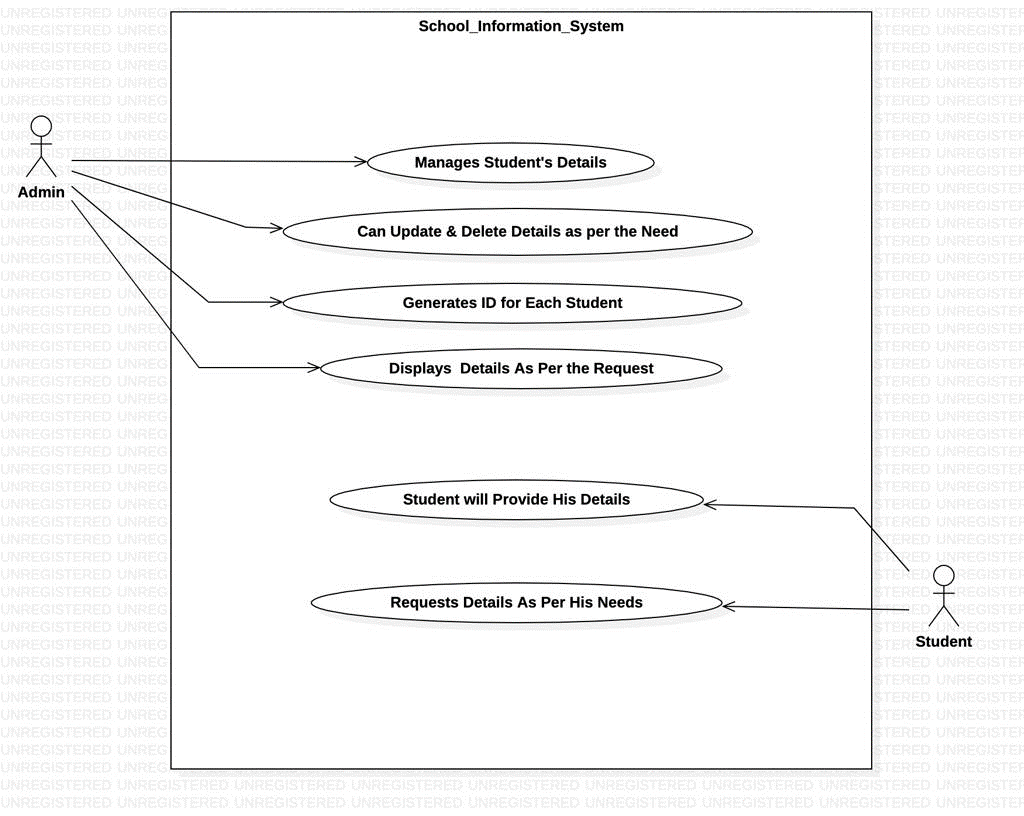 School_Information_System
Admin
Manages Student's Details
Can Update & Delete Details as per the Need
Generates ID for Each Student
Displays  Details As Per the Request
Student will Provide His Details
Requests Details As Per His Needs
Student
UNREGISTERED